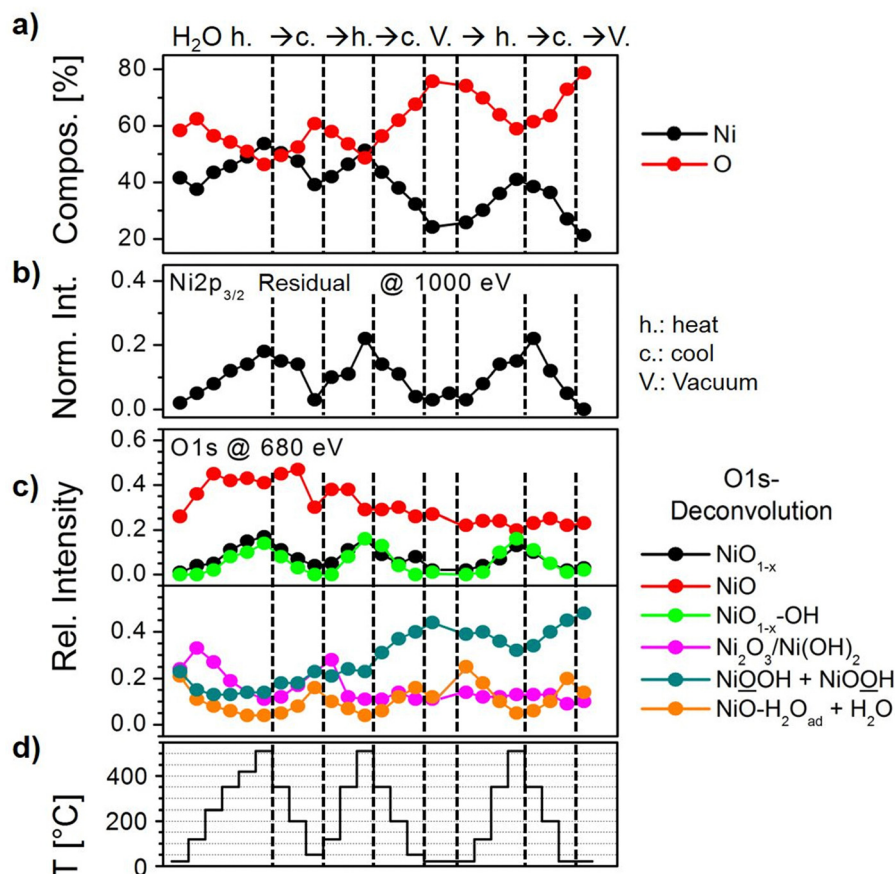 a)
H₂O h. →c. →h. →c. V. → h. →c. →V.
Compos. [%]
80
60
40
20
Ni
O
b)
Ni2p₃/₂ Residual @ 1000 eV
Norm. Int.
0.4
0.2
0.0
h.: heat
c.: cool
V.: Vacuum
c)
O1s @ 680 eV
Rel. Intensity
0.6
0.4
0.2
0.0
0.4
0.2
0.0
O1s-
Deconvolution
NiO₁₋ₓ
NiO
NiO₁₋ₓ-OH
Ni₂O₃/Ni(OH)₂
NiOOH + NiOOH
NiO-H₂Oad + H₂O
d)
T [°C]
400
200
0